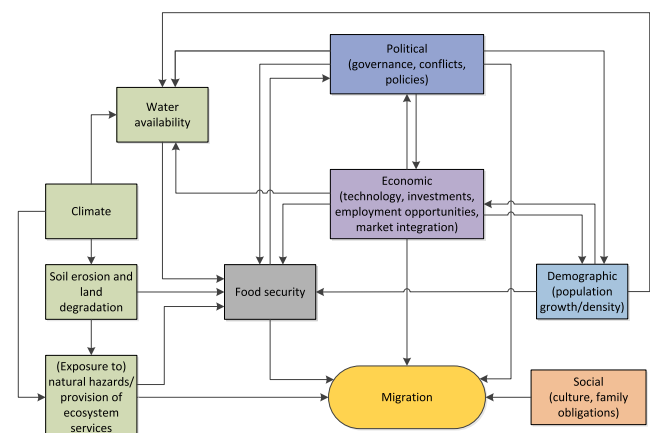 Political
(governance, conflicts,
policies)
Water
availability
Economic
(technology, investments,
employment opportunities,
market integration)
Climate
Soil erosion and
land
degradation
Food security
Demographic
(population
growth/density)
(Exposure to)
natural hazards/
provision of
ecosystem
services
Migration
Social
(culture, family
obligations)